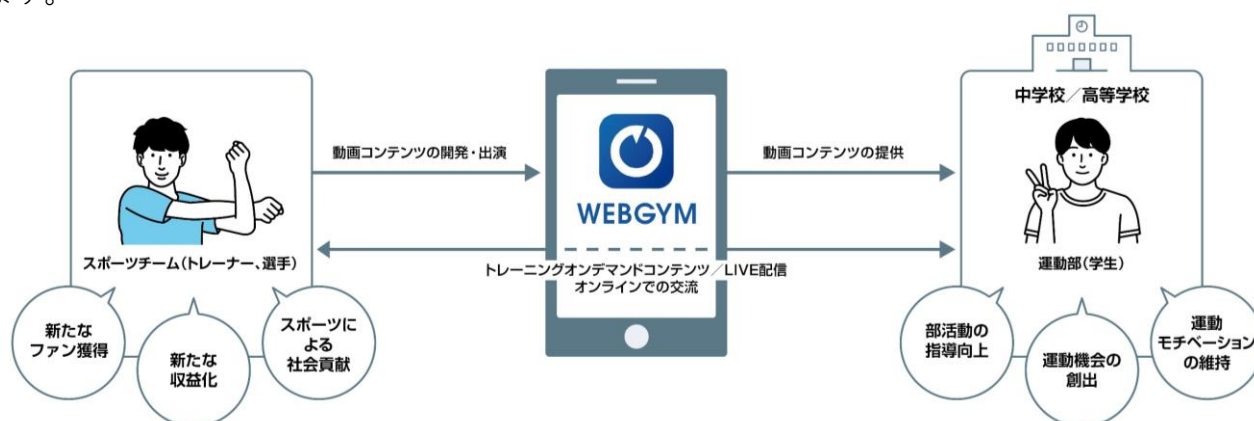 ます。
中学校／高等学校
動画コンテンツの開発・出演
動画コンテンツの提供
WEBGYM
スポーツチーム（トレーナー、選手）
トレーニングオンデマンドコンテンツ／LIVE配信
オンラインでの交流
運動部（学生）
新たな
ファン獲得
新たな
収益化
スポーツに
よる
社会貢献
部活動の
指導向上
運動機会の
創出
運動
モチベーション
の維持